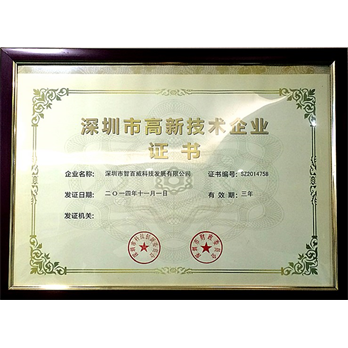 深圳市高新技术企业
证书
企业名称：深圳市智百威科技发展有限公司 证书编号：SZ2014758
发证日期：二〇一四年十一月一日 有效期：三年
发证机关：